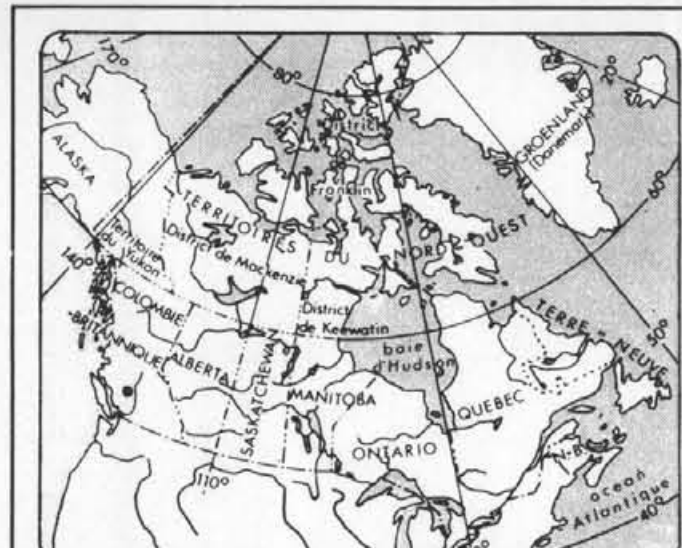 170°
80°
20°
ALASKA
District
Franklin
GROENLAND
(Danemark)
60°
TERRITOIRES DU NORD-OUEST
Territoire
du Yukon
District de Mackenzie
140°
COLOMBIE
-BRITANNIQUE
District
de Keewatin
baie
d'Hudson
TERRE-NEUVE
50°
ALBERTA
SASKATCHEWAN
MANITOBA
QUEBEC
ONTARIO
N-B
110°
ocean
Atlantique
40°